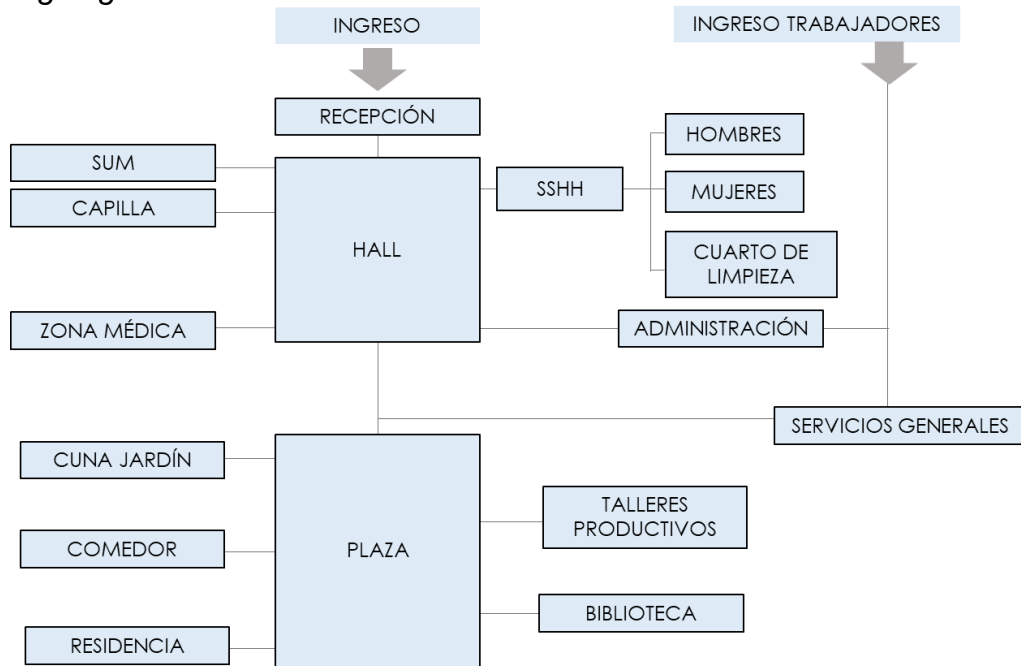 INGRESO
INGRESO TRABAJADORES
RECEPCIÓN
HOMBRES
SUM
SSHH
MUJERES
CAPILLA
HALL
CUARTO DE
LIMPIEZA
ZONA MÉDICA
ADMINISTRACIÓN
SERVICIOS GENERALES
CUNA JARDÍN
TALLERES
PRODUCTIVOS
COMEDOR
PLAZA
BIBLIOTECA
RESIDENCIA